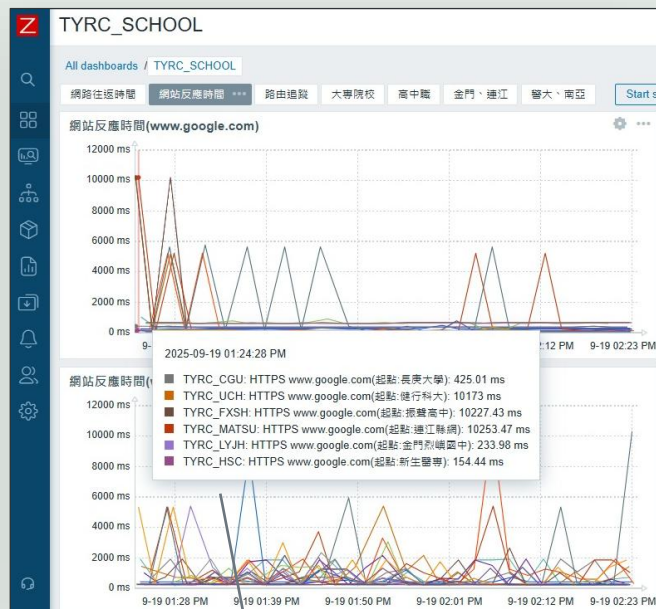 Z TYRC_SCHOOL
All dashboards / TYRC_SCHOOL
網路往返時間 網站反應時間 路由追蹤 大專院校 高中職 金門、連江 醫大、南亞 Start s
網站反應時間(www.google.com)
12000 ms
10000 ms
8000 ms
6000 ms
4000 ms
2000 ms
0 ms
9- 2:12 PM 9-19 02:23 PM
2025-09-19 01:24:28 PM
TYRC_CGU: HTTPS www.google.com(起點:長庚大學): 425.01 ms
TYRC_UCH: HTTPS www.google.com(起點:健行科大): 10173 ms
TYRC_FXSH: HTTPS www.google.com(起點:振聲高中): 10227.43 ms
TYRC_MATSU: HTTPS www.google.com(起點:連江縣網): 10253.47 ms
TYRC_LYJH: HTTPS www.google.com(起點:金門烈嶼國中): 233.98 ms
TYRC_HSC: HTTPS www.google.com(起點:新生醫專): 154.44 ms
網站反應時間(
12000 ms
10000 ms
8000 ms
6000 ms
4000 ms
2000 ms
0 ms
9-19 01:28 PM 9-19 01:39 PM 9-19 01:50 PM 9-19 02:01 PM 9-19 02:12 PM 9-19 02:23 PM